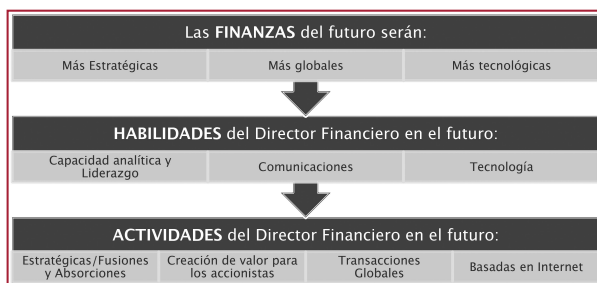 Las FINANZAS del futuro serán:
Más Estratégicas
Más globales
Más tecnológicas
HABILIDADES del Director Financiero en el futuro:
Capacidad analítica y
Liderazgo
Comunicaciones
Tecnología
ACTIVIDADES del Director Financiero en el futuro:
Estratégicas/Fusiones
y Absorciones
Creación de valor para
los accionistas
Transacciones
Globales
Basadas en Internet